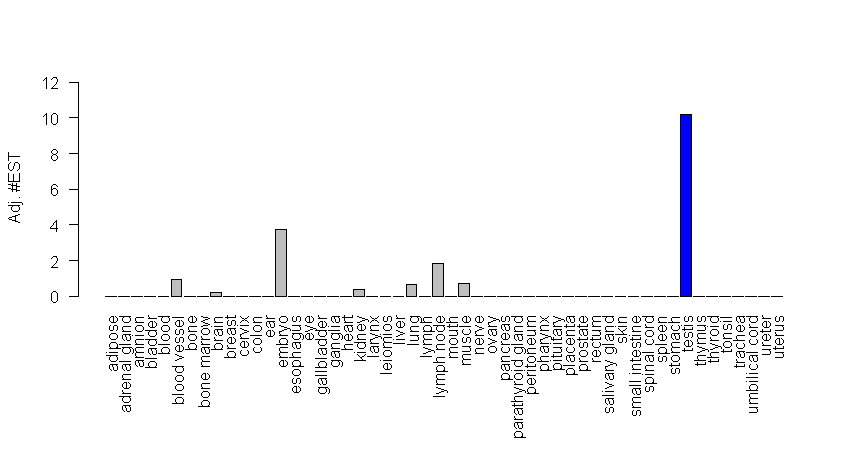 12
10
8
6
4
2
0
Adj. #EST
adipose
adrenal gland
amnion
bladder
blood
blood vessel
bone
bone marrow
brain
breast
cervix
colon
ear
embryo
esophagus
eye
gallbladder
ganglia
heart
kidney
larynx
leiomios
liver
lung
lymph
lymph node
mouth
muscle
nerve
ovary
pancreas
parathyroid gland
peritoneum
pharynx
pituitary
placenta
prostate
rectum
salivary gland
skin
small intestine
spinal cord
spleen
stomach
testis
thymus
thyroid
tonsil
trachea
umbilical cord
ureter
uterus